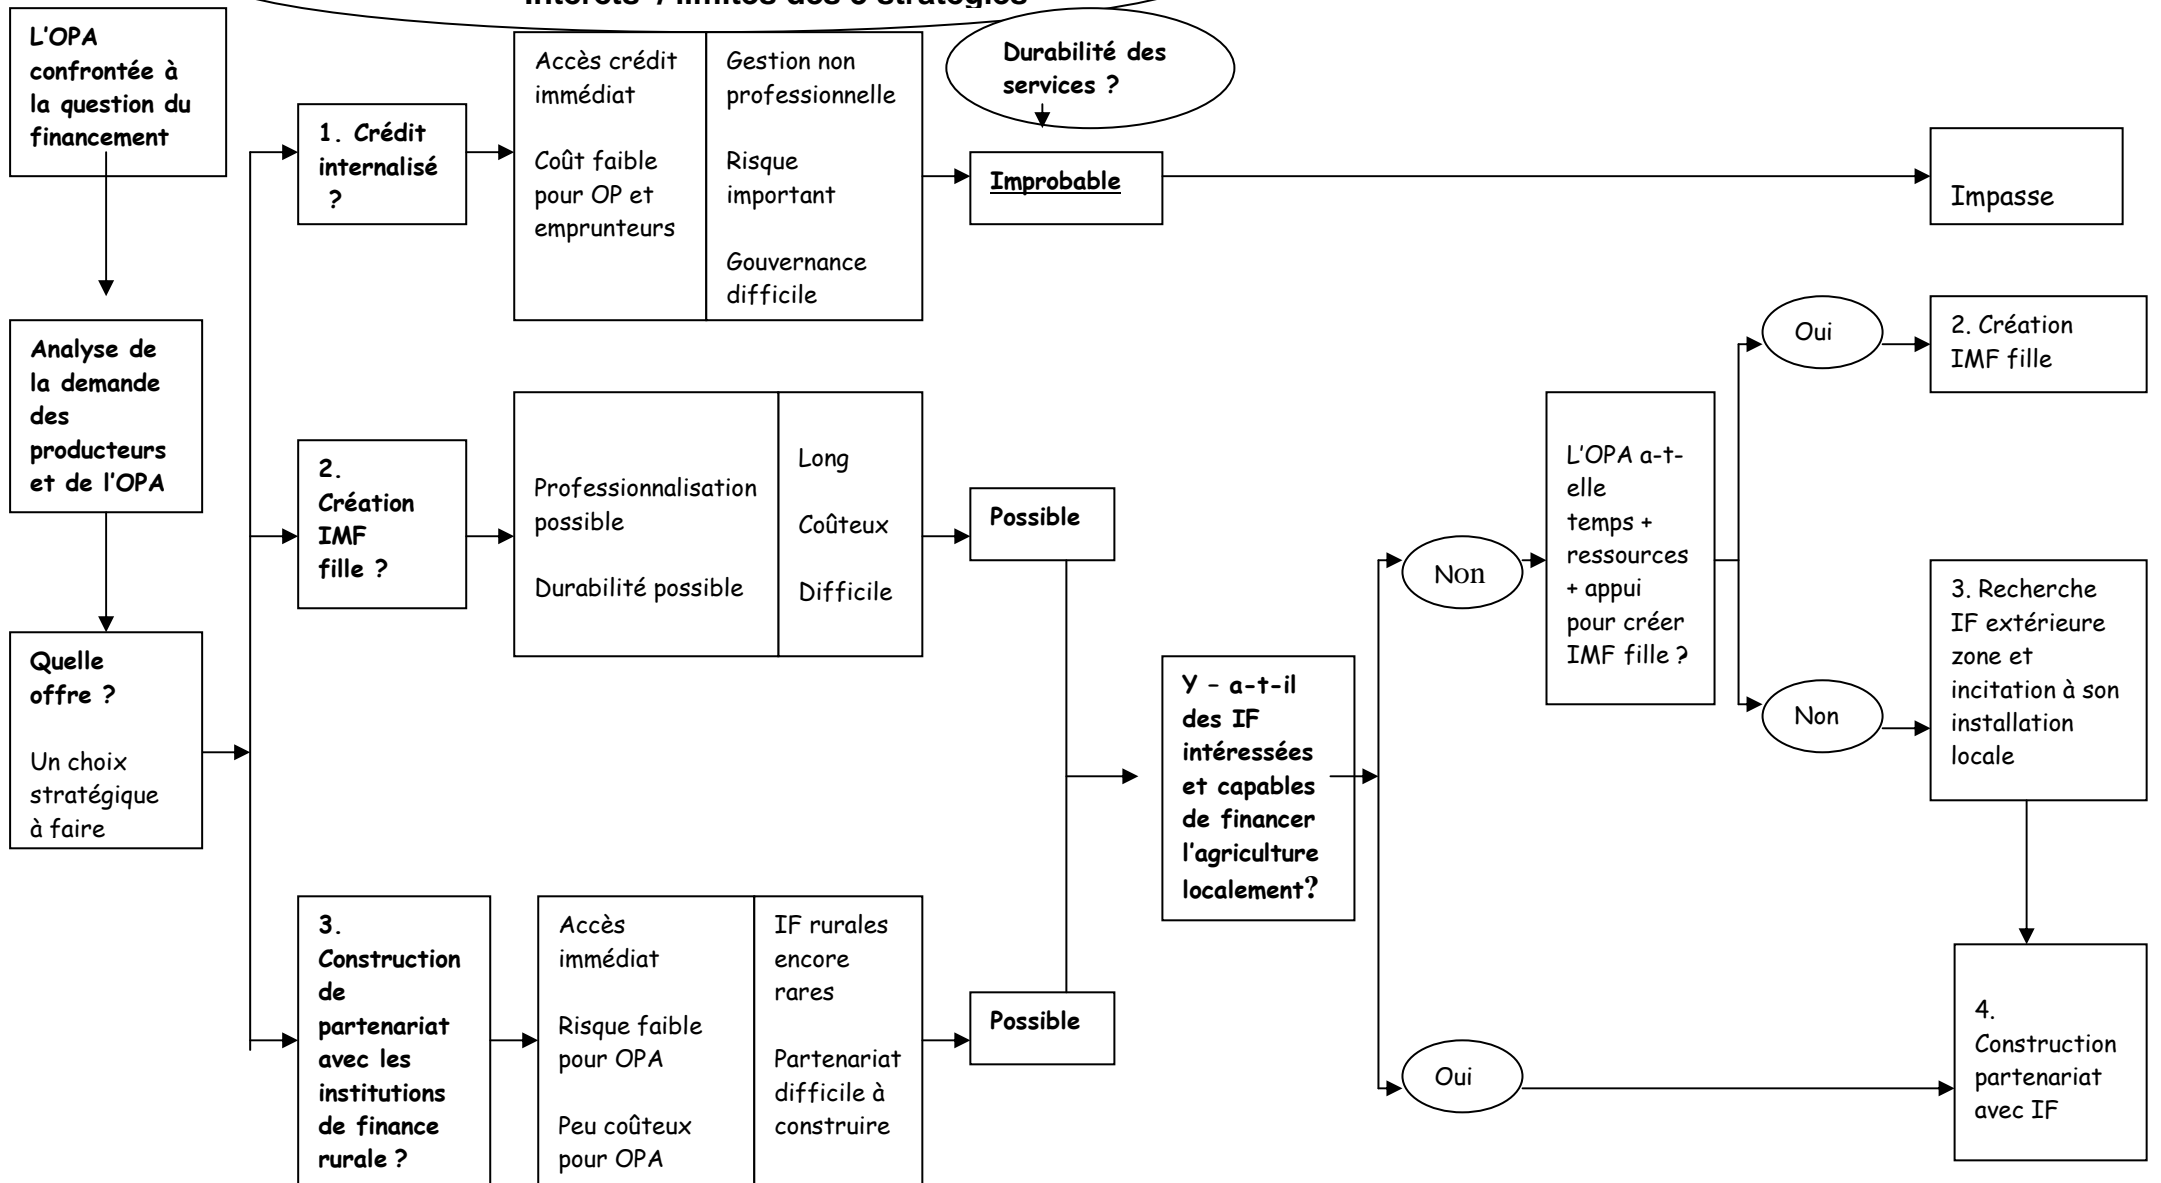 Intérêts / limites des 3 stratégies
L'OPA
confrontée à
la question du
financement
Analyse de
la demande
des
producteurs
et de l'OPA
Quelle
offre ?
Un choix
stratégique
à faire
1. Crédit
internalisé
?
Accès crédit
immédiat
Coût faible
pour OP et
emprunteurs
Gestion non
professionnelle
Risque
important
Gouvernance
difficile
Durabilité des
services ?
Improbable
Impasse
2.
Création
IMF
fille ?
Professionnalisation
possible
Durabilité possible
Long
Coûteux
Difficile
Possible
3.
Construction
de
partenariat
avec les
institutions
de finance
rurale ?
Accès
immédiat
Risque faible
pour OPA
Peu coûteux
pour OPA
IF rurales
encore
rares
Partenariat
difficile à
construire
Possible
Y – a-t-il
des IF
intéressées
et capables
de financer
l'agriculture
localement?
Non
L'OPA a-t-
elle
temps +
ressources
+ appui
pour créer
IMF fille ?
Oui
2. Création
IMF fille
Non
3. Recherche
IF extérieure
zone et
incitation à son
installation
locale
Oui
4.
Construction
partenariat
avec IF